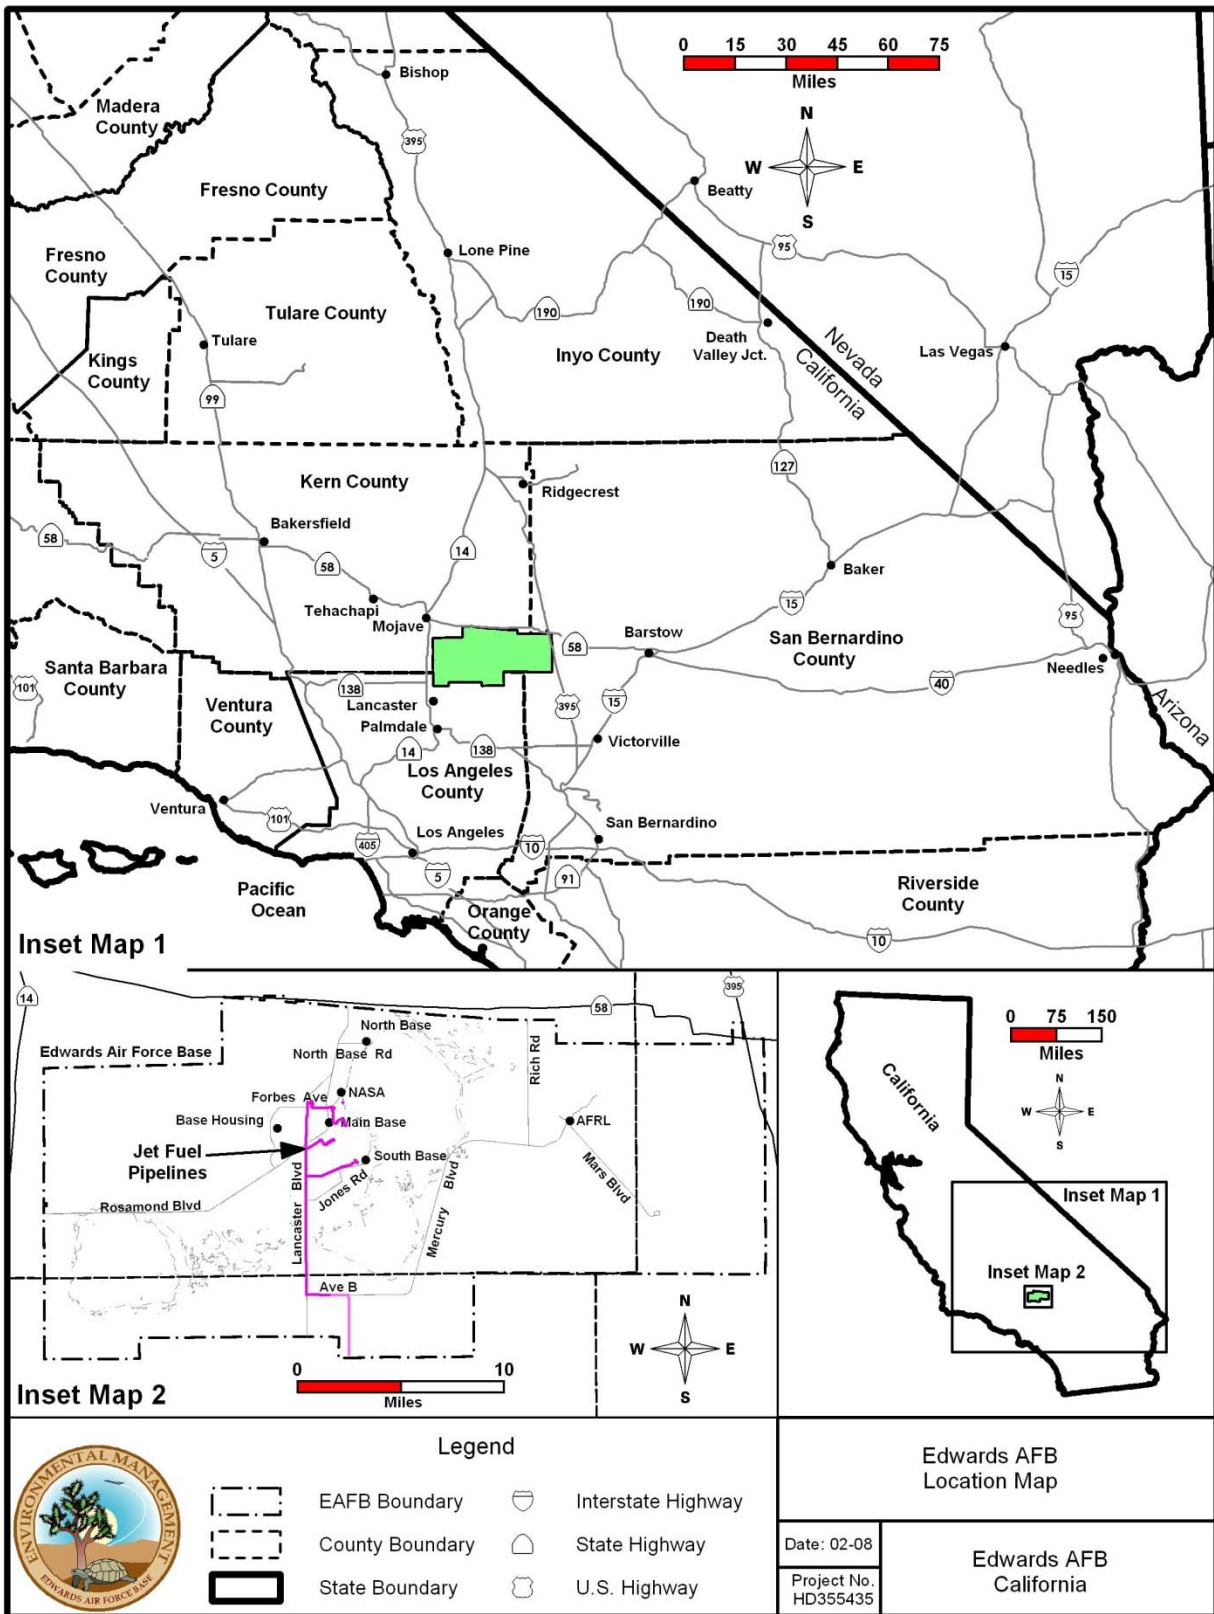 0 15 30 45 60 75
Miles
N
W E
S
Bishop
Madera
County
395
Fresno County
Beatty
Fresno
County
Lone Pine
95
15
Tulare County
190
190
Tulare
Inyo County
Death
Valley Jct.
Nevada
California
Las Vegas
Kings
County
99
Kern County
127
Ridgecrest
Bakersfield
58
5
58
14
Baker
Tehachapi
Mojave
15
95
58
Barstow
San Bernardino
County
Needles
Santa Barbara
County
101
138
Ventura
County
Lancaster
395
15
40
Arizona
Palmdale
14
138
Victorville
Los Angeles
County
Ventura
101
Los Angeles
San Bernardino
405
10
5
91
Pacific
Ocean
Orange
County
Riverside
County
10
Inset Map 1
14
395
58
North Base
Edwards Air Force Base
North Base Rd
Rich Rd
NASA
Forbes Ave
Base Housing
Main Base
AFRL
Jet Fuel
Pipelines
South Base
Lancaster Blvd
Jones Rd
Mercury Blvd
Mars Blvd
Rosamond Blvd
Ave B
N
W E
S
0 10
Miles
Inset Map 2
0 75 150
Miles
N
W E
S
California
Inset Map 1
Inset Map 2
ENVIRONMENTAL MANAGEMENT
EDWARDS AIR FORCE BASE
Legend
EAFB Boundary
Interstate Highway
County Boundary
State Highway
State Boundary
U.S. Highway
Edwards AFB
Location Map
Date: 02-08
Project No.
HD355435
Edwards AFB
California